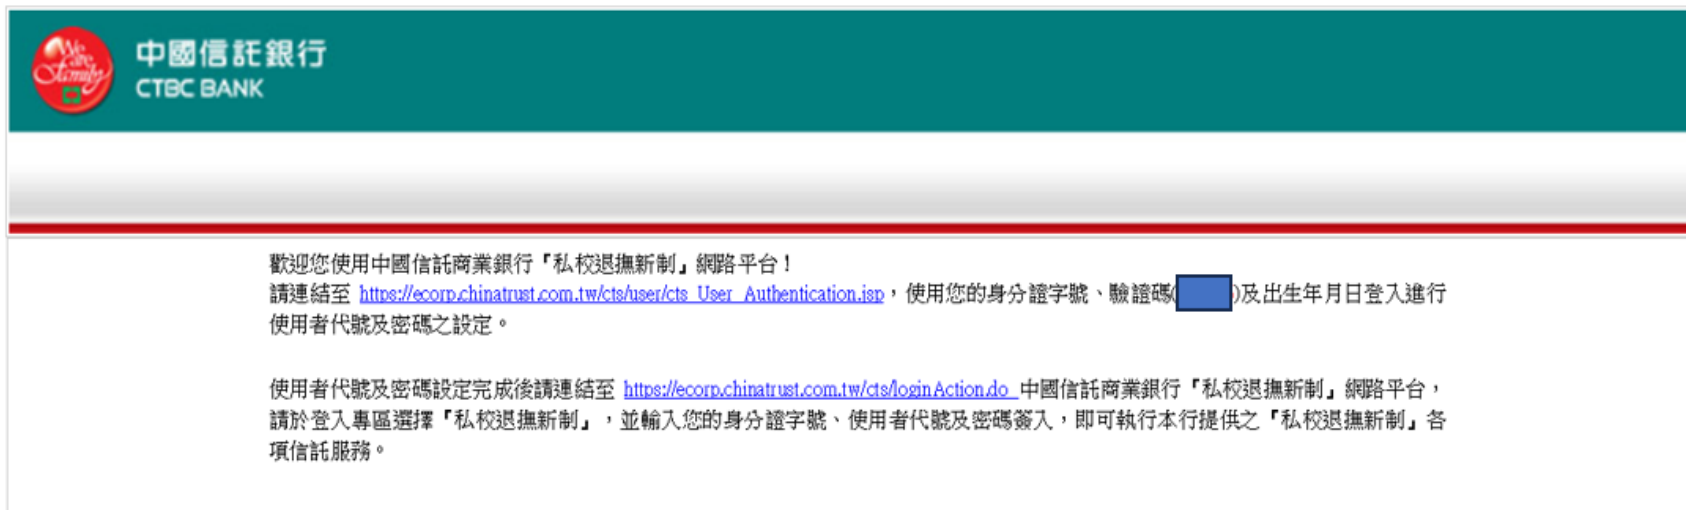 We
care
Family
中國信託銀行
CTBC BANK
歡迎您使用中國信託商業銀行『私校退撫新制』網路平台！
請連結至 https://ecorp.chinatrust.com.tw/cts/user/cts_User_Authentication.jsp，使用您的身分證字號、驗證碼( )及出生年月日登入進行
使用者代號及密碼之設定。
使用者代號及密碼設定完成後請連結至 https://ecorp.chinatrust.com.tw/cts/loginAction.do 中國信託商業銀行『私校退撫新制』網路平台，
請於登入專區選擇『私校退撫新制』，並輸入您的身分證字號、使用者代號及密碼簽入，即可執行本行提供之『私校退撫新制』各
項信託服務。